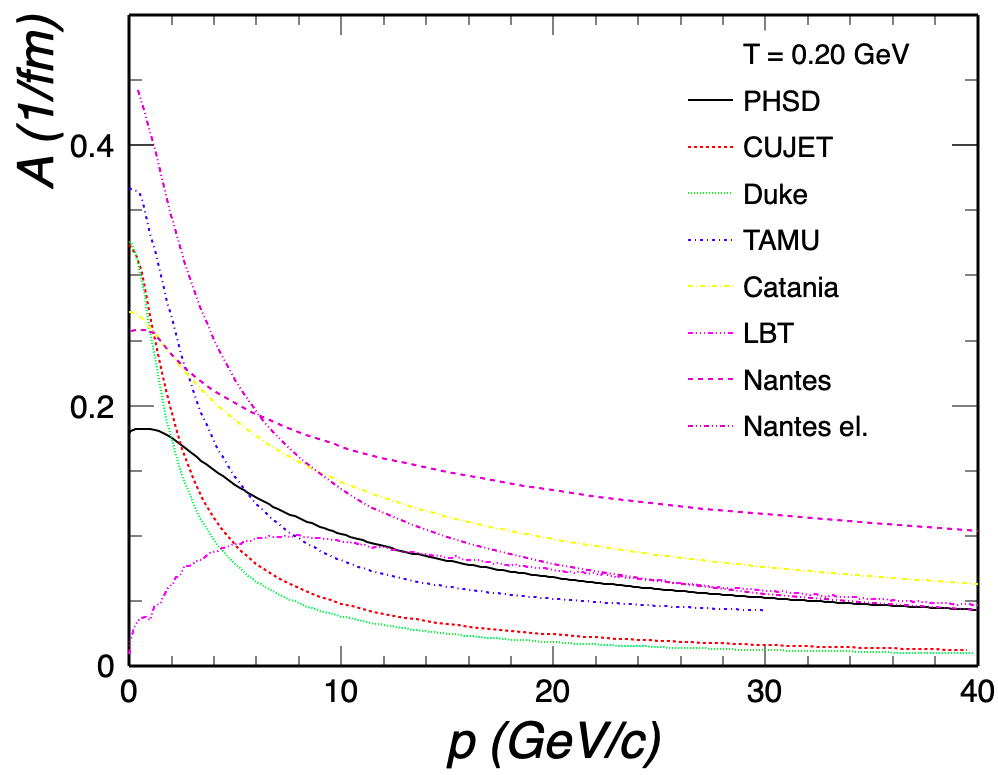 A (1/fm)
0.4
0.2
0
0 10 20 30 40
p (GeV/c)
T = 0.20 GeV
PHSD
CUJET
Duke
TAMU
Catania
LBT
Nantes
Nantes el.